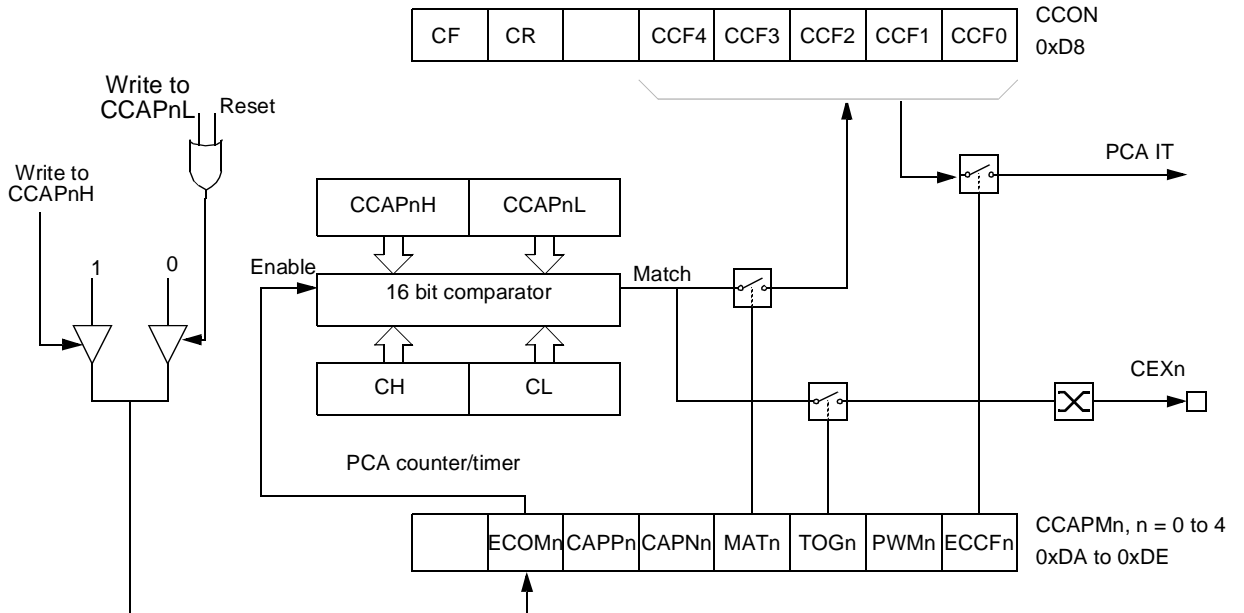 CF CR CCF4 CCF3 CCF2 CCF1 CCF0
CCON
0xD8
Write to
CCAPnL
Reset
PCA IT
Write to
CCAPnH
CCAPnH CCAPnL
1 0
Enable
16 bit comparator
Match
CH CL
CEXn
PCA counter/timer
ECOMn CAPPn CAPNn MATn TOGn PWMn ECCFn
CCAPMn, n = 0 to 4
0xDA to 0xDE